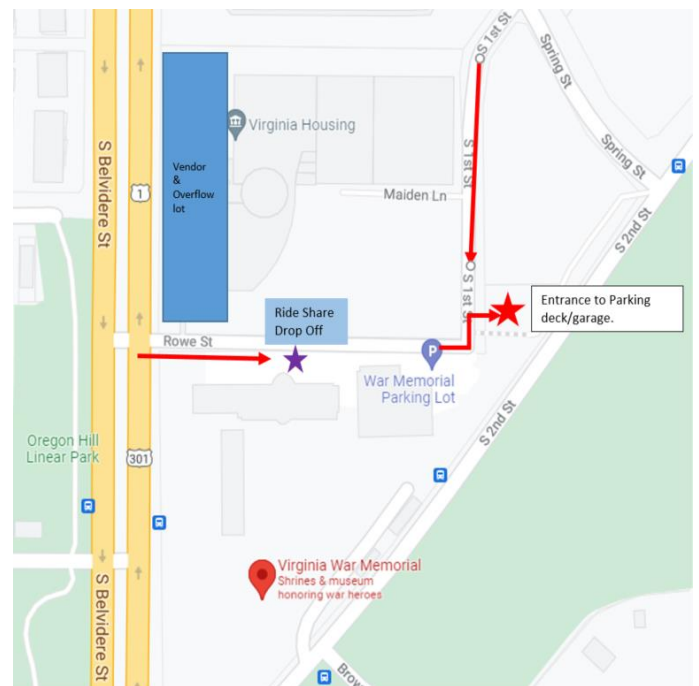 S 1st St
Spring St
Spring St
Virginia Housing
Vendor
&
Overflow
lot
S Belvidere St
1
S 1st St
Maiden Ln
S 2nd St
S 1st St
Entrance to Parking
deck/garage.
Ride Share
Drop Off
Rowe St
P
War Memorial
Parking Lot
S 2nd St
Oregon Hill
Linear Park
301
Virginia War Memorial
Shrines & museum
honoring war heroes
S Belvidere St
Brow